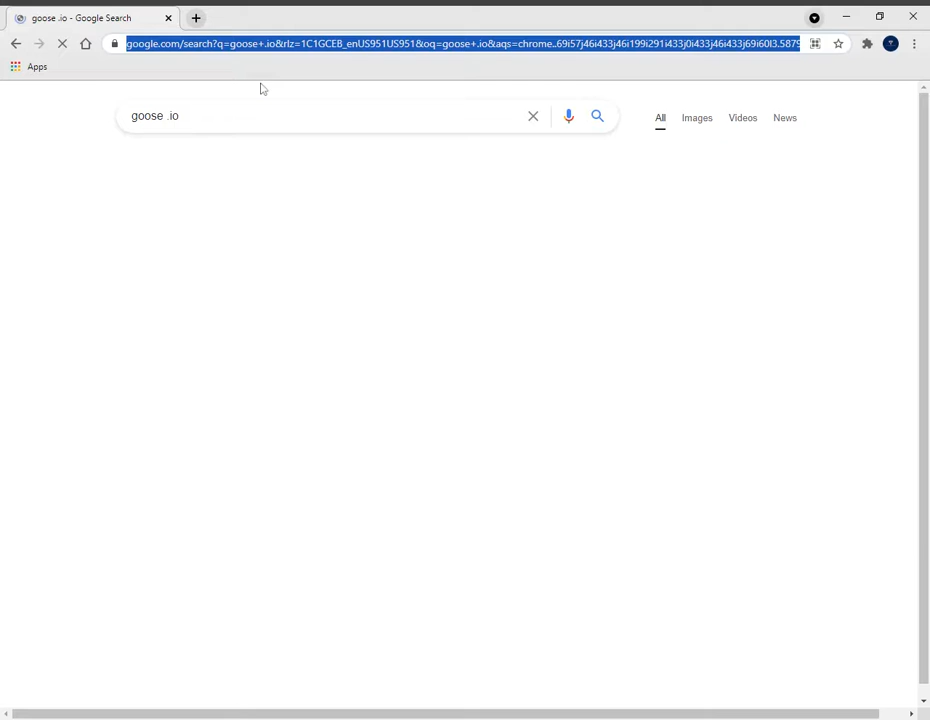 goose .io - Google Search
google.com/search?q=goose+.io&rlz=1C1GCEB_enUS951US951&oq=goose+.io&aqs=chrome..69i57j46i433j46i199i291i433j0i433j46i433j69i60l3.5879
Apps
goose .io
All Images Videos News